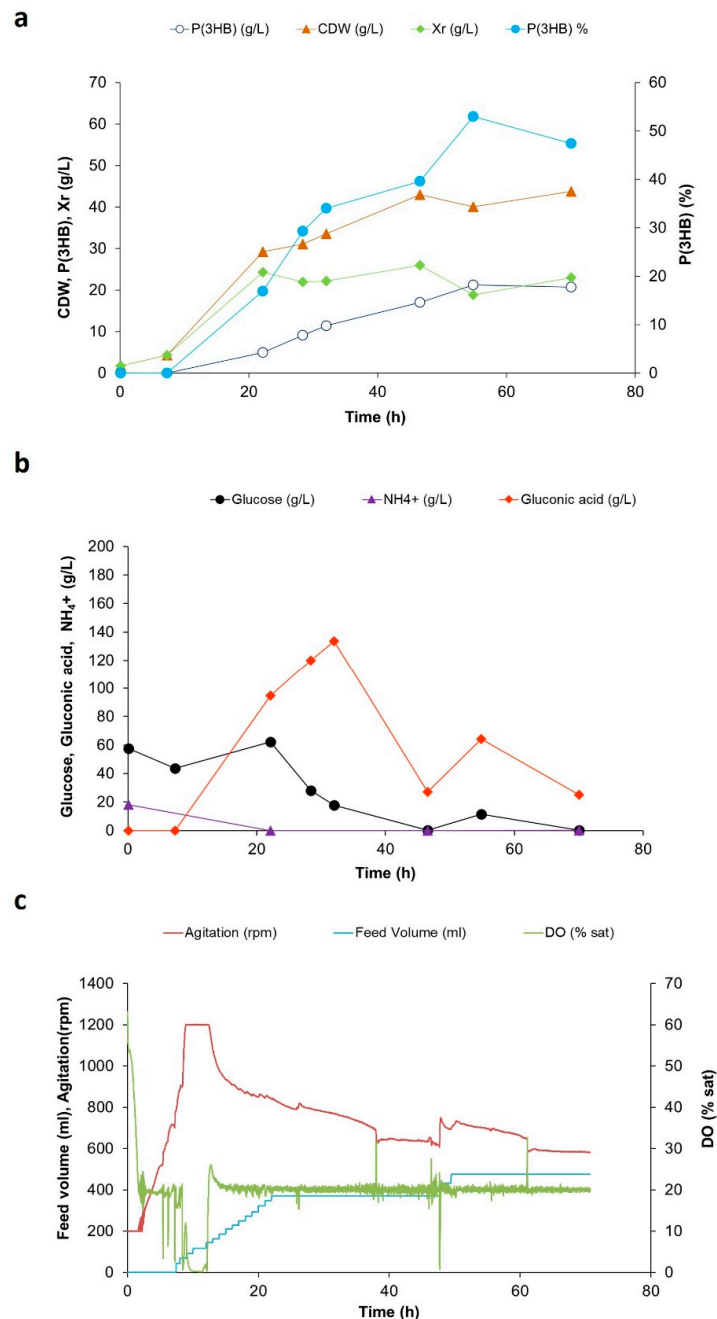 a
P(3HB) (g/L) CDW (g/L) Xr (g/L) P(3HB) %
70 60
60 50
50 40
40
30 30
20 20
10 10
0 0
0 20 40 60 80
CDW, P(3HB), Xr (g/L)
P(3HB) (%)
Time (h)
b
Glucose (g/L) NH4+ (g/L) Gluconic acid (g/L)
200
180
160
140
120
100
80
60
40
20
0
0 20 40 60 80
Glucose, Gluconic acid, NH₄+ (g/L)
Time (h)
c
Agitation (rpm) Feed Volume (ml) DO (% sat)
1400 70
1200 60
1000 50
800 40
600 30
400 20
200 10
0 0
0 20 40 60 80
Feed volume (ml), Agitation(rpm)
DO (% sat)
Time (h)